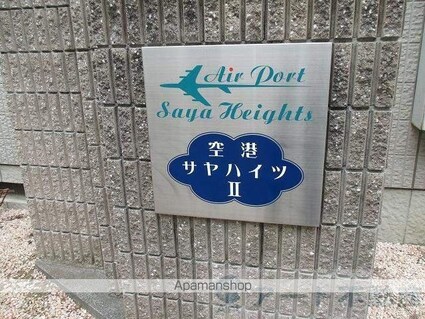 Air Port
Saya Heights
空港
サヤハイツ
II
Apamanshop